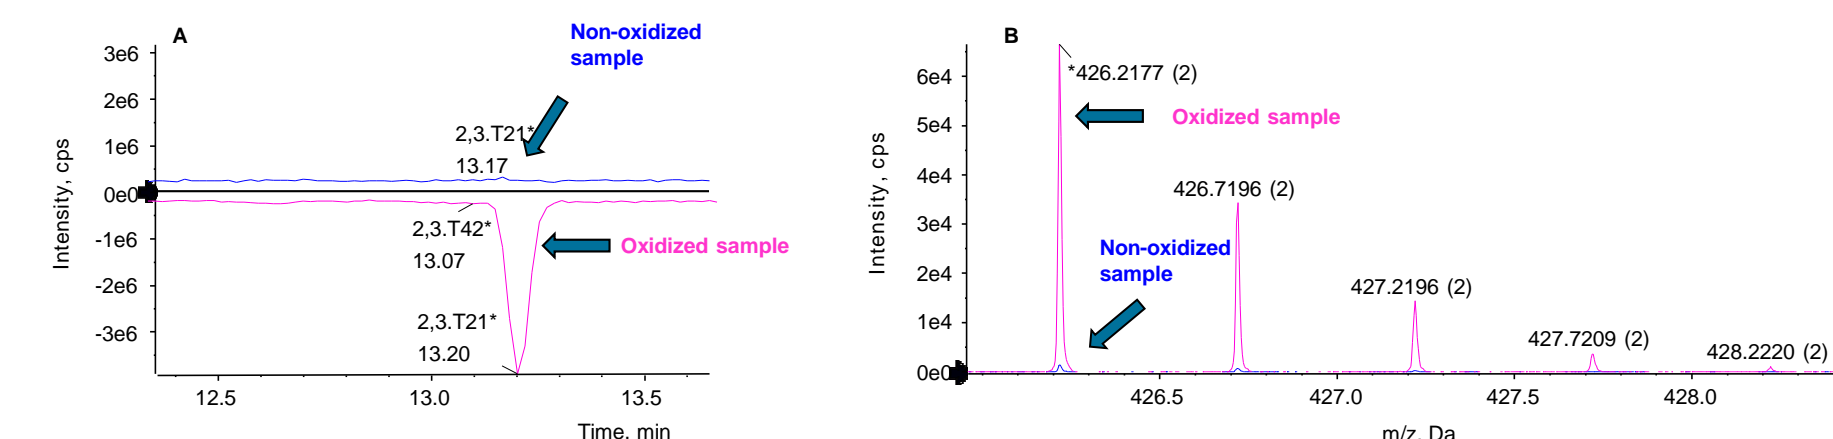 A
Non-oxidized
sample
3e6
2e6
1e6
0e0
-1e6
-2e6
-3e6
Intensity, cps
2,3.T21*
13.17
2,3.T42*
13.07
Oxidized sample
2,3.T21*
13.20
12.5
13.0
13.5
Time, min
B
6e4
5e4
4e4
3e4
2e4
1e4
0e0
Intensity, cps
*426.2177 (2)
Oxidized sample
426.7196 (2)
Non-oxidized
sample
427.2196 (2)
427.7209 (2)
428.2220 (2)
426.5
427.0
427.5
428.0
m/z, Da